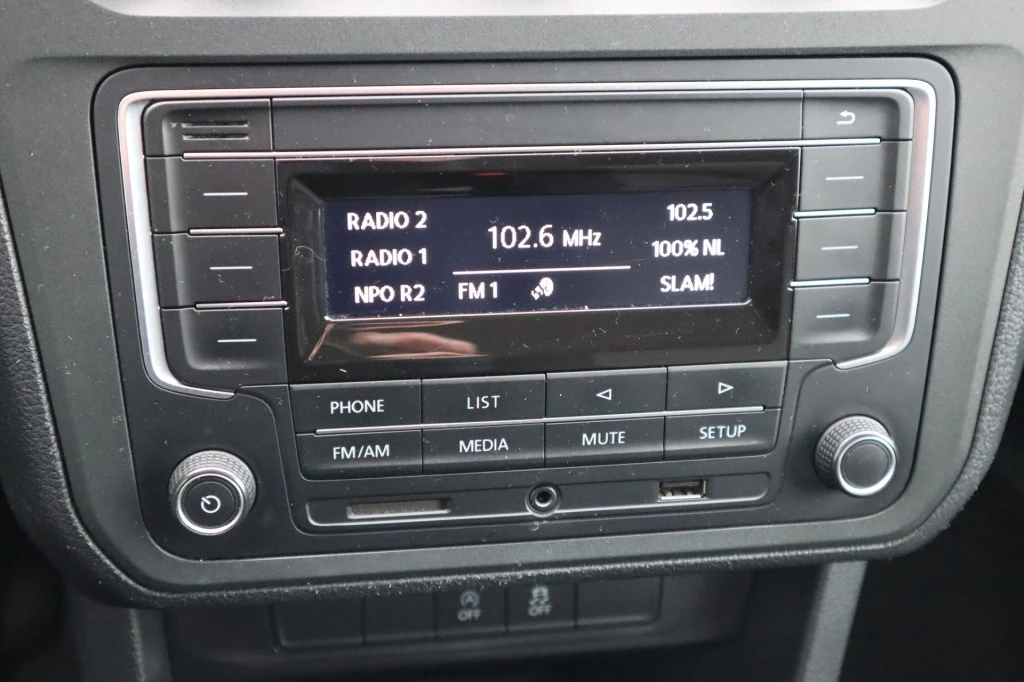 RADIO 2
RADIO 1
NPO R2
102.6 MHz
FM 1
102.5
100% NL
SLAM!
PHONE LIST
FM/AM MEDIA MUTE SETUP
OFF OFF